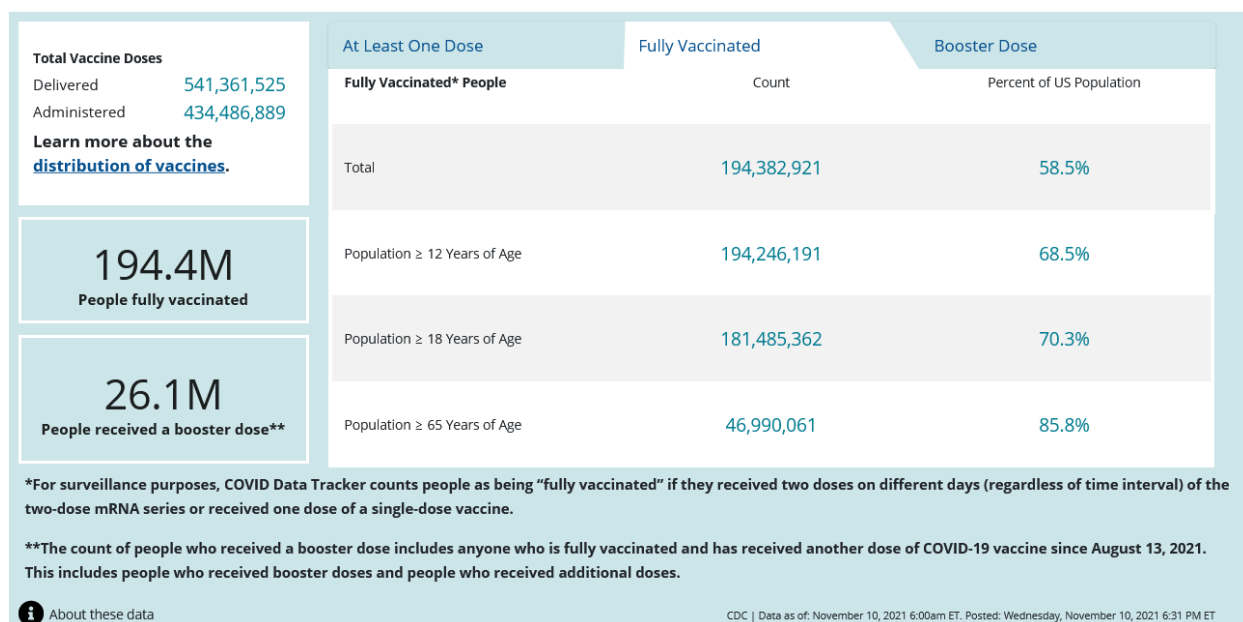 Total Vaccine Doses
Delivered 541,361,525
Administered 434,486,889
Learn more about the
distribution of vaccines.
194.4M
People fully vaccinated
26.1M
People received a booster dose**
At Least One Dose Fully Vaccinated Booster Dose
Fully Vaccinated* People Count Percent of US Population
Total 194,382,921 58.5%
Population ≥ 12 Years of Age 194,246,191 68.5%
Population ≥ 18 Years of Age 181,485,362 70.3%
Population ≥ 65 Years of Age 46,990,061 85.8%
*For surveillance purposes, COVID Data Tracker counts people as being “fully vaccinated” if they received two doses on different days (regardless of time interval) of the
two-dose mRNA series or received one dose of a single-dose vaccine.
**The count of people who received a booster dose includes anyone who is fully vaccinated and has received another dose of COVID-19 vaccine since August 13, 2021.
This includes people who received booster doses and people who received additional doses.
i About these data
CDC | Data as of: November 10, 2021 6:00am ET. Posted: Wednesday, November 10, 2021 6:31 PM ET